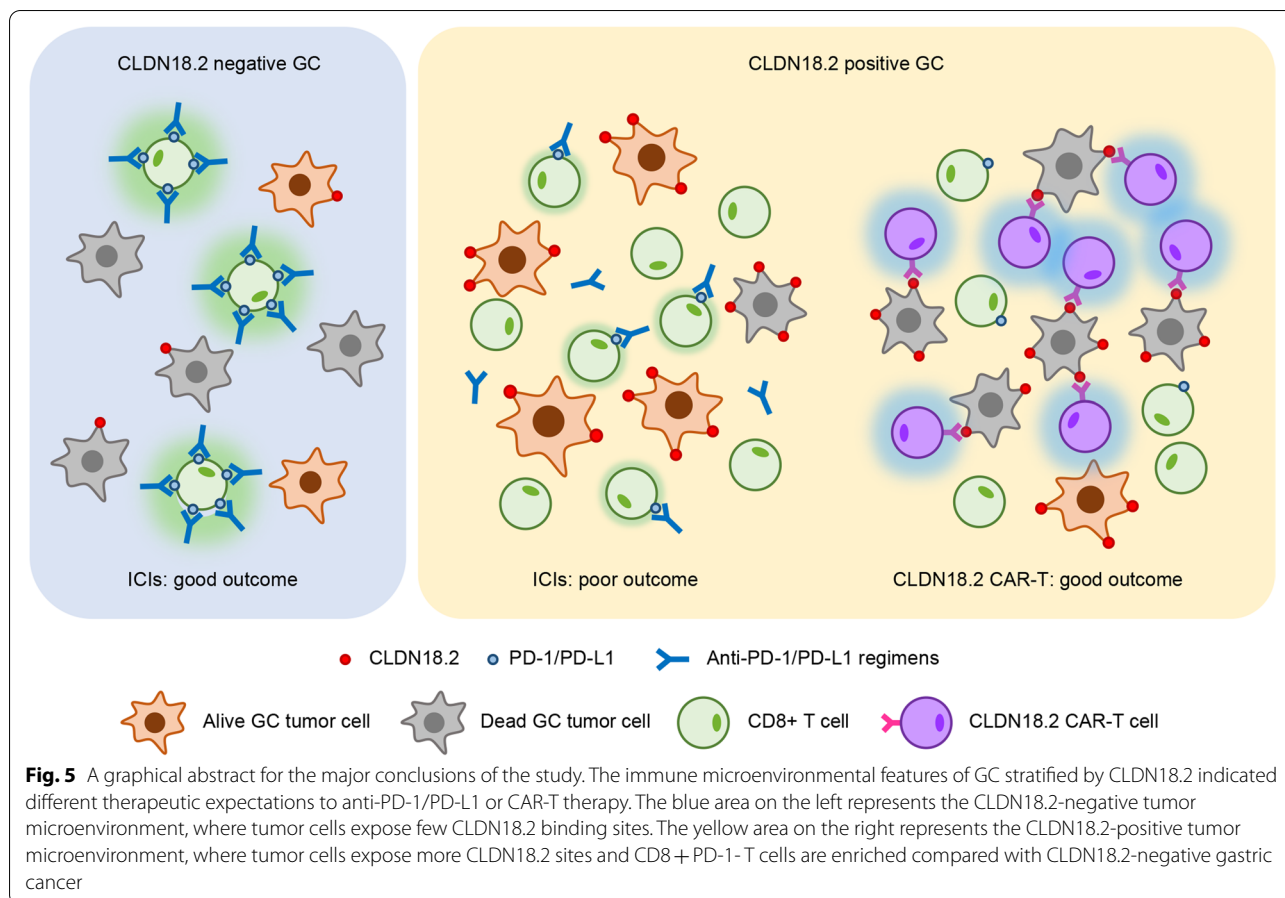 CLDN18.2 negative GC
CLDN18.2 positive GC
ICIs: good outcome
ICIs: poor outcome
CLDN18.2 CAR-T: good outcome
CLDN18.2
PD-1/PD-L1
Anti-PD-1/PD-L1 regimens
Alive GC tumor cell
Dead GC tumor cell
CD8+ T cell
CLDN18.2 CAR-T cell
Fig. 5 A graphical abstract for the major conclusions of the study. The immune microenvironmental features of GC stratified by CLDN18.2 indicated
different therapeutic expectations to anti-PD-1/PD-L1 or CAR-T therapy. The blue area on the left represents the CLDN18.2-negative tumor
microenvironment, where tumor cells expose few CLDN18.2 binding sites. The yellow area on the right represents the CLDN18.2-positive tumor
microenvironment, where tumor cells expose more CLDN18.2 sites and CD8 + PD-1- T cells are enriched compared with CLDN18.2-negative gastric
cancer